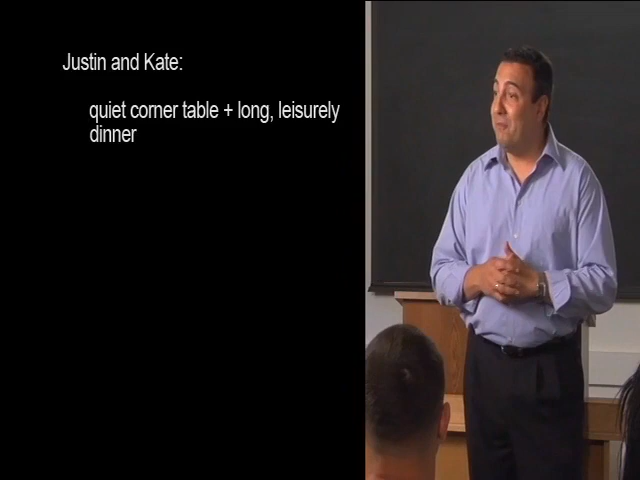 Justin and Kate:
quiet corner table + long, leisurely
dinner